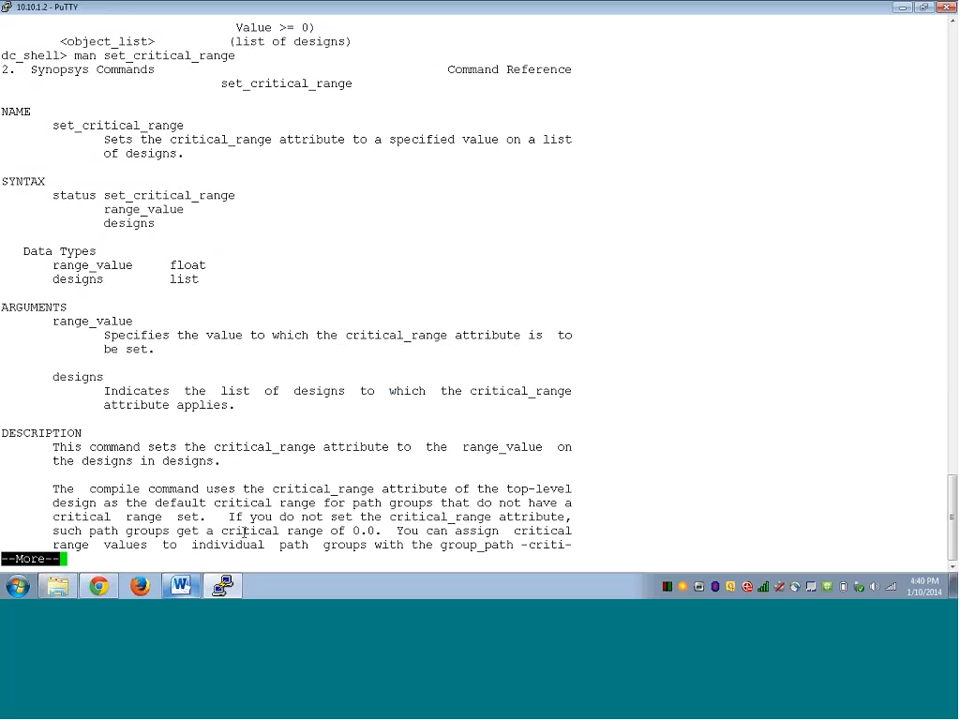 10.10.1.2 - PuTTY
Value >= 0)
<object_list> (list of designs)
dc_shell> man set_critical_range
2. Synopsys Commands Command Reference
set_critical_range
NAME
set_critical_range
Sets the critical_range attribute to a specified value on a list
of designs.
SYNTAX
status set_critical_range
range_value
designs
Data Types
range_value float
designs list
ARGUMENTS
range_value
Specifies the value to which the critical_range attribute is to
be set.
designs
Indicates the list of designs to which the critical_range
attribute applies.
DESCRIPTION
This command sets the critical_range attribute to the range_value on
the designs in designs.
The compile command uses the critical_range attribute of the top-level
design as the default critical range for path groups that do not have a
critical range set. If you do not set the critical_range attribute,
such path groups get a critical range of 0.0. You can assign critical
range values to individual path groups with the group_path -criti-
--More--
4:40 PM
1/10/2014